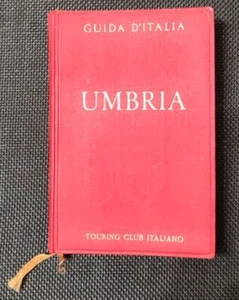 GUIDA D'ITALIA
UMBRIA
TOURING CLUB ITALIANO